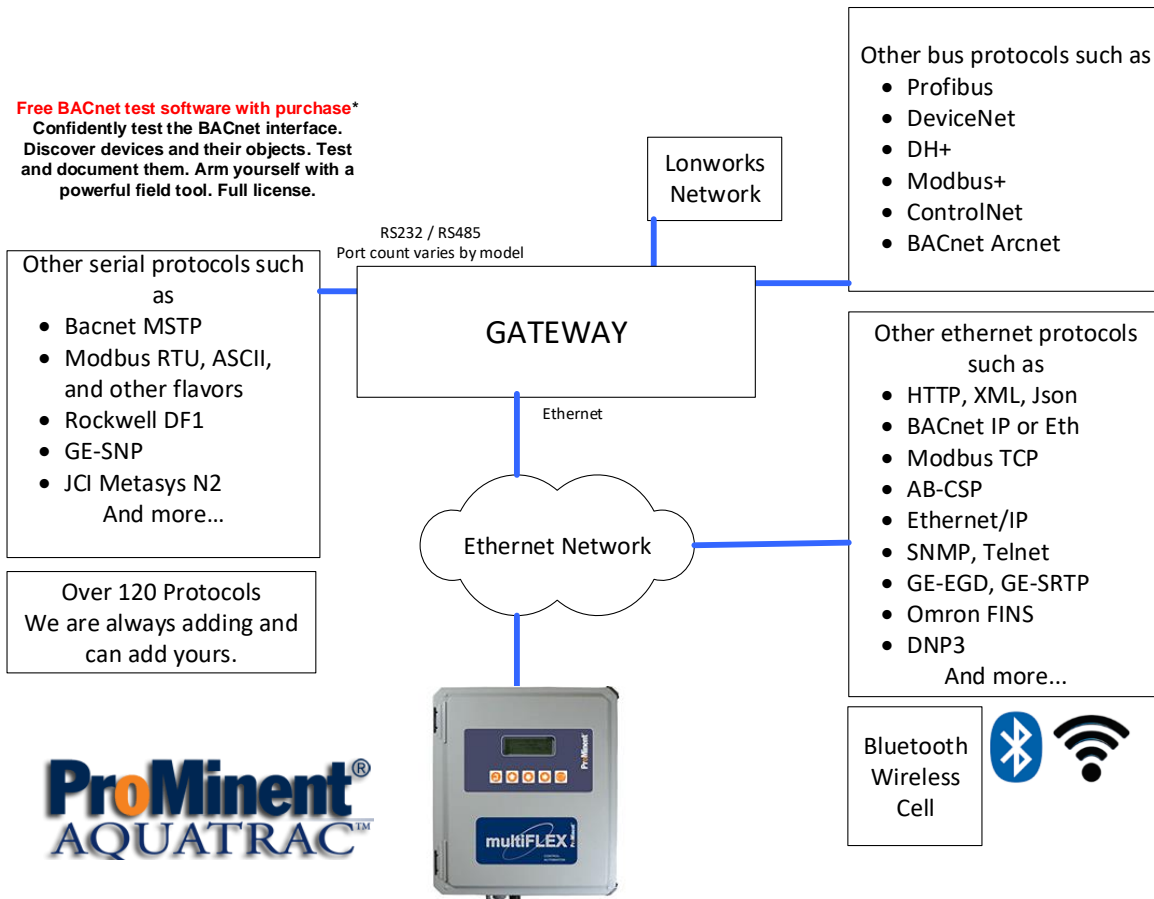 Free BACnet test software with purchase*
Confidently test the BACnet interface.
Discover devices and their objects. Test
and document them. Arm yourself with a
powerful field tool. Full license.
Other bus protocols such as
• Profibus
• DeviceNet
• DH+
• Modbus+
• ControlNet
• BACnet Arcnet
Lonworks
Network
RS232 / RS485
Port count varies by model
Other serial protocols such
as
• Bacnet MSTP
• Modbus RTU, ASCII,
and other flavors
• Rockwell DF1
• GE-SNP
• JCI Metasys N2
And more...
GATEWAY
Ethernet
Other ethernet protocols
such as
• HTTP, XML, Json
• BACnet IP or Eth
• Modbus TCP
• AB-CSP
• Ethernet/IP
• SNMP, Telnet
• GE-EGD, GE-SRTP
• Omron FINS
• DNP3
And more...
Ethernet Network
Over 120 Protocols
We are always adding and
can add yours.
Bluetooth
Wireless
Cell
ProMinent®
AQUATRAC™
ProMinent
multiFLEX
ProMinent